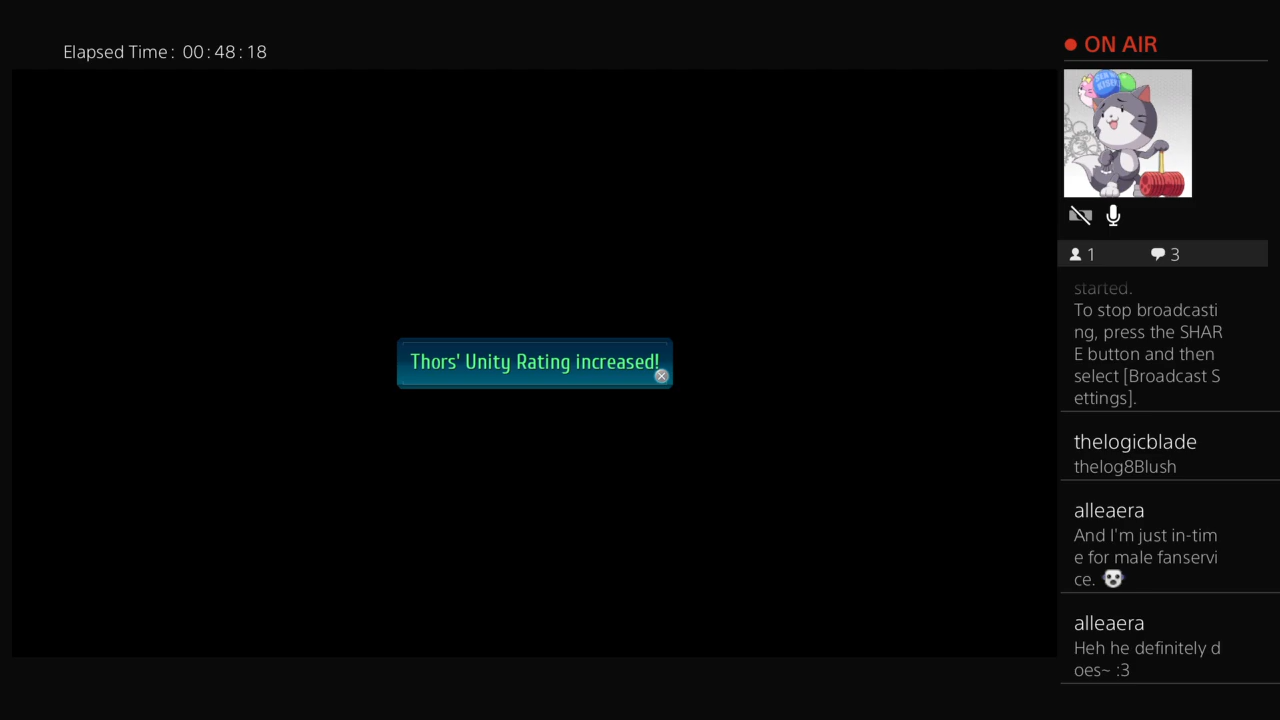 Elapsed Time: 00:48:18
ON AIR
1
3
started.
To stop broadcasti
ng, press the SHAR
E button and then
select [Broadcast S
ettings].
thelogicblade
thelog8Blush
alleaera
And I'm just in-tim
e for male fanservi
ce.
alleaera
Heh he definitely d
oes~ :3
Thors' Unity Rating increased!